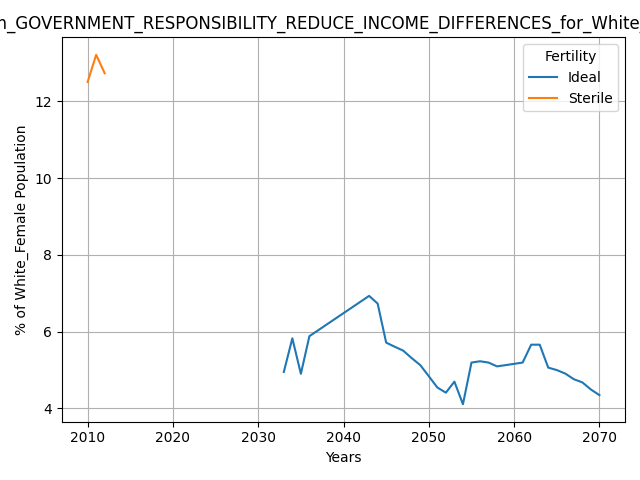 GOVERNMENT_RESPONSIBILITY_REDUCE_INCOME_DIFFERENCES_for_White_
Fertility
Ideal
Sterile
% of White_Female Population
12
10
8
6
4
2010 2020 2030 2040 2050 2060 2070
Years